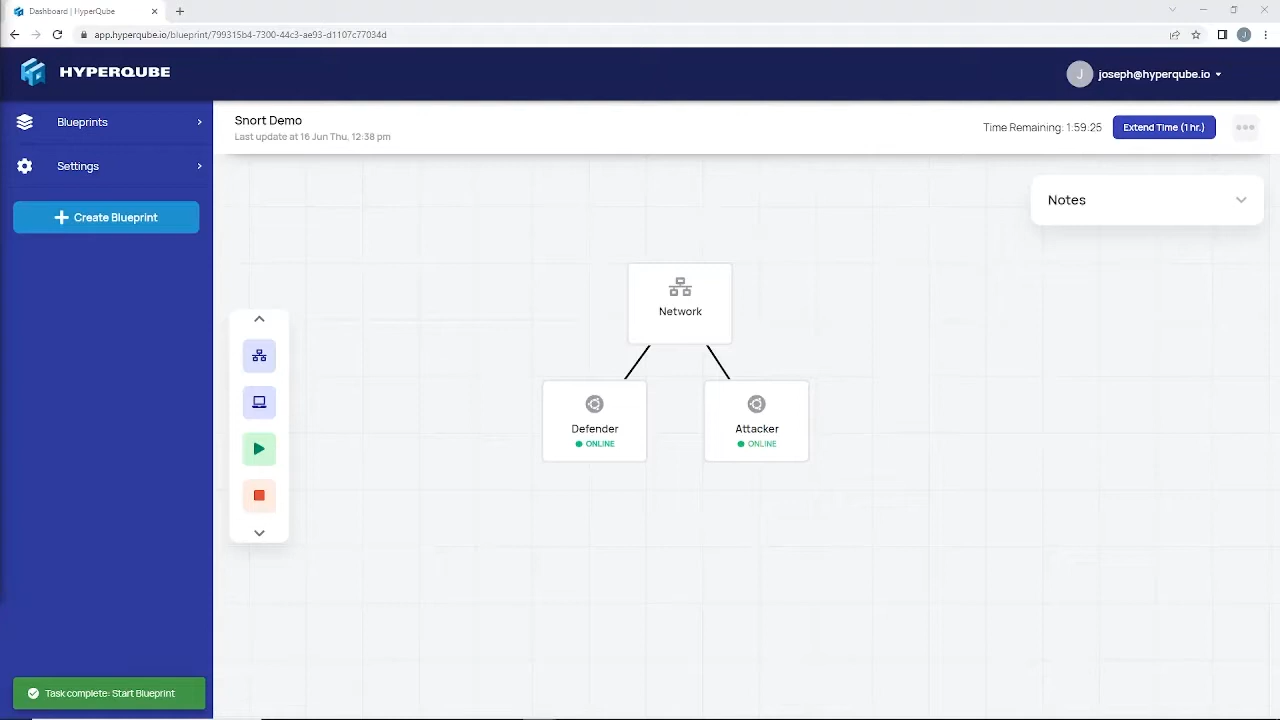 Dashboard | HyperQube
app.hyperqube.io/blueprint/799315b4-7300-44c3-ae93-d1107c77034d
J
HYPERQUBE
J joseph@hyperqube.io
Blueprints
Settings
Create Blueprint
Snort Demo
Last update at 16 Jun Thu, 12:38 pm
Time Remaining: 1:59.25
Extend Time (1 hr.)
Notes
Network
Defender
ONLINE
Attacker
ONLINE
Task complete: Start Blueprint